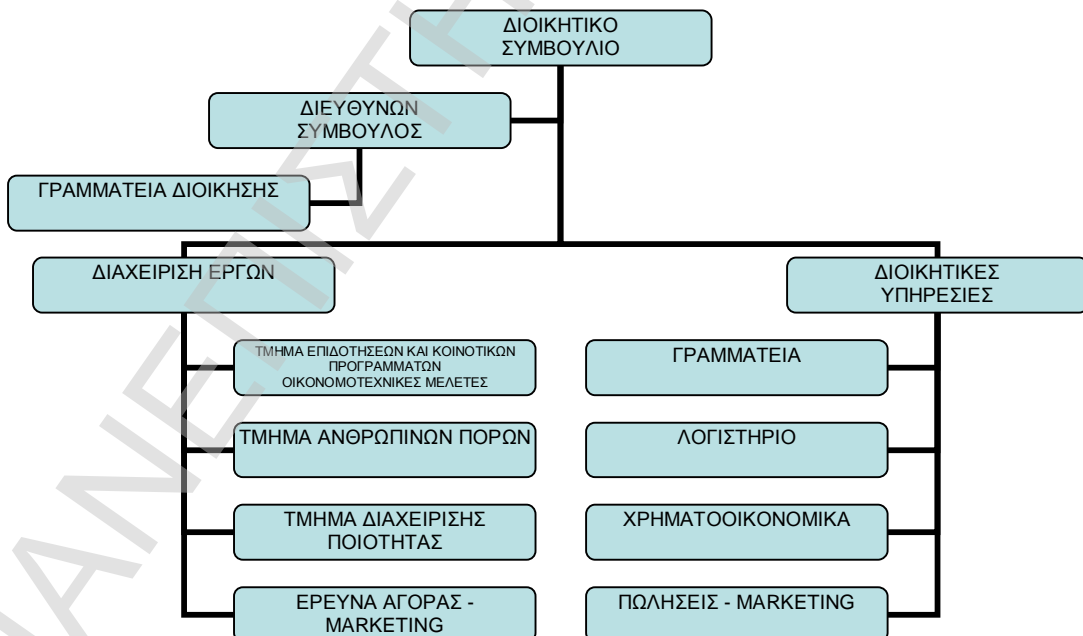 ΔΙΟΙΚΗΤΙΚΟ
ΣΥΜΒΟΥΛΙΟ
ΔΙΕΥΘΥΝΩΝ
ΣΥΜΒΟΥΛΟΣ
ΓΡΑΜΜΑΤΕΙΑ ΔΙΟΙΚΗΣΗΣ
ΔΙΑΧΕΙΡΙΣΗ ΕΡΓΩΝ
ΔΙΟΙΚΗΤΙΚΕΣ
ΥΠΗΡΕΣΙΕΣ
ΤΜΗΜΑ ΕΠΙΔΟΤΗΣΕΩΝ ΚΑΙ ΚΟΙΝΟΤΙΚΩΝ
ΠΡΟΓΡΑΜΜΑΤΩΝ
ΟΙΚΟΝΟΜΟΤΕΧΝΙΚΕΣ ΜΕΛΕΤΕΣ
ΓΡΑΜΜΑΤΕΙΑ
ΤΜΗΜΑ ΑΝΘΡΩΠΙΝΩΝ ΠΟΡΩΝ
ΛΟΓΙΣΤΗΡΙΟ
ΤΜΗΜΑ ΔΙΑΧΕΙΡΙΣΗΣ
ΠΟΙΟΤΗΤΑΣ
ΧΡΗΜΑΤΟΟΙΚΟΝΟΜΙΚΑ
ΕΡΕΥΝΑ ΑΓΟΡΑΣ -
MARKETING
ΠΩΛΗΣΕΙΣ - MARKETING